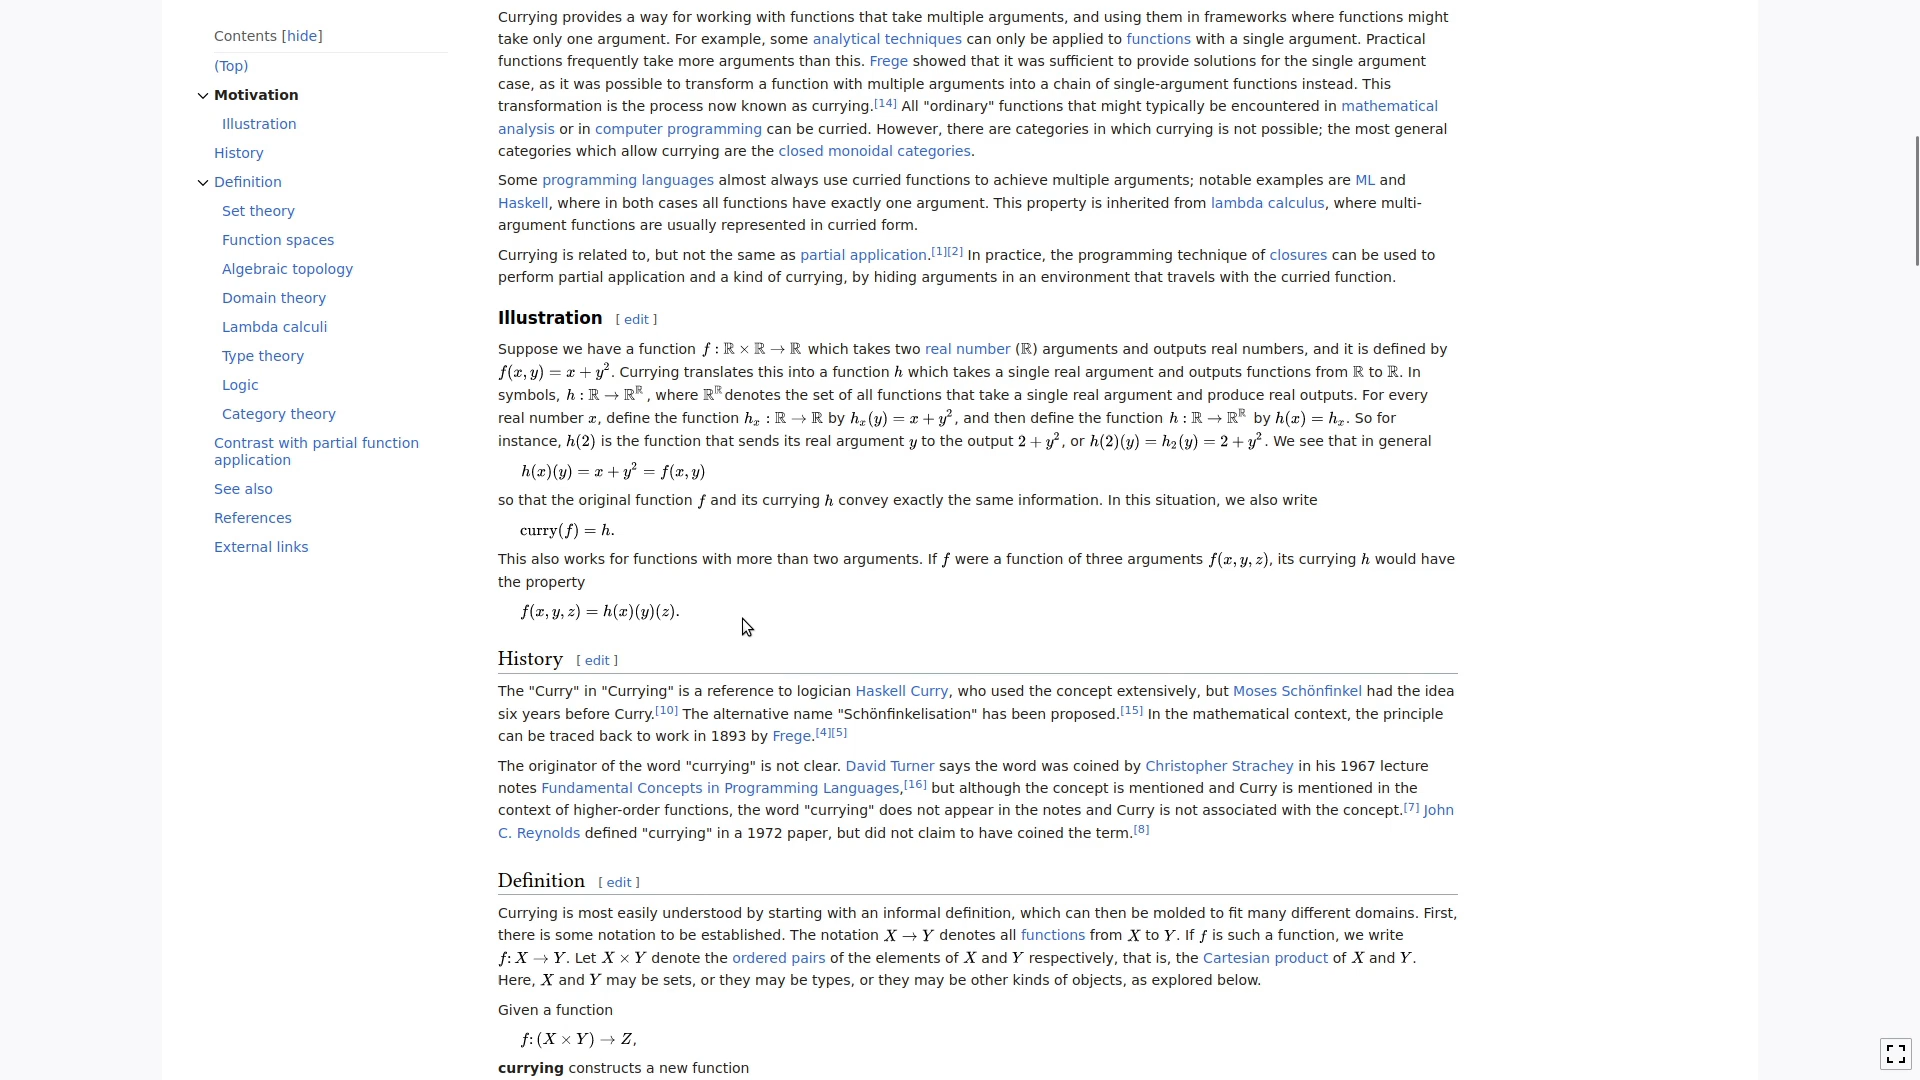 Contents [hide]
(Top)
Motivation
Illustration
History
Definition
Set theory
Function spaces
Algebraic topology
Domain theory
Lambda calculi
Type theory
Logic
Category theory
Contrast with partial function
application
See also
References
External links
Currying provides a way for working with functions that take multiple arguments, and using them in frameworks where functions might
take only one argument. For example, some analytical techniques can only be applied to functions with a single argument. Practical
functions frequently take more arguments than this. Frege showed that it was sufficient to provide solutions for the single argument
case, as it was possible to transform a function with multiple arguments into a chain of single-argument functions instead. This
transformation is the process now known as currying.[14] All "ordinary" functions that might typically be encountered in mathematical
analysis or in computer programming can be curried. However, there are categories in which currying is not possible; the most general
categories which allow currying are the closed monoidal categories.
Some programming languages almost always use curried functions to achieve multiple arguments; notable examples are ML and
Haskell, where in both cases all functions have exactly one argument. This property is inherited from lambda calculus, where multi-
argument functions are usually represented in curried form.
Currying is related to, but not the same as partial application.[1][2] In practice, the programming technique of closures can be used to
perform partial application and a kind of currying, by hiding arguments in an environment that travels with the curried function.
Illustration [ edit ]
Suppose we have a function f : ℝ × ℝ → ℝ which takes two real number (ℝ) arguments and outputs real numbers, and it is defined by
f(x, y) = x + y². Currying translates this into a function h which takes a single real argument and outputs functions from ℝ to ℝ. In
symbols, h : ℝ → ℝ^ℝ, where ℝ^ℝ denotes the set of all functions that take a single real argument and produce real outputs. For every
real number x, define the function hₓ : ℝ → ℝ by hₓ(y) = x + y², and then define the function h : ℝ → ℝ^ℝ by h(x) = hₓ. So for
instance, h(2) is the function that sends its real argument y to the output 2 + y², or h(2)(y) = h₂(y) = 2 + y². We see that in general
h(x)(y) = x + y² = f(x, y)
so that the original function f and its currying h convey exactly the same information. In this situation, we also write
curry(f) = h.
This also works for functions with more than two arguments. If f were a function of three arguments f(x, y, z), its currying h would have
the property
f(x, y, z) = h(x)(y)(z).
History [ edit ]
The "Curry" in "Currying" is a reference to logician Haskell Curry, who used the concept extensively, but Moses Schönfinkel had the idea
six years before Curry.[10] The alternative name "Schönfinkelisation" has been proposed.[15] In the mathematical context, the principle
can be traced back to work in 1893 by Frege.[4][5]
The originator of the word "currying" is not clear. David Turner says the word was coined by Christopher Strachey in his 1967 lecture
notes Fundamental Concepts in Programming Languages,[16] but although the concept is mentioned and Curry is mentioned in the
context of higher-order functions, the word "currying" does not appear in the notes and Curry is not associated with the concept.[7] John
C. Reynolds defined "currying" in a 1972 paper, but did not claim to have coined the term.[8]
Definition [ edit ]
Currying is most easily understood by starting with an informal definition, which can then be molded to fit many different domains. First,
there is some notation to be established. The notation X → Y denotes all functions from X to Y. If f is such a function, we write
f: X → Y. Let X × Y denote the ordered pairs of the elements of X and Y respectively, that is, the Cartesian product of X and Y.
Here, X and Y may be sets, or they may be types, or they may be other kinds of objects, as explored below.
Given a function
f: (X × Y) → Z,
currying constructs a new function